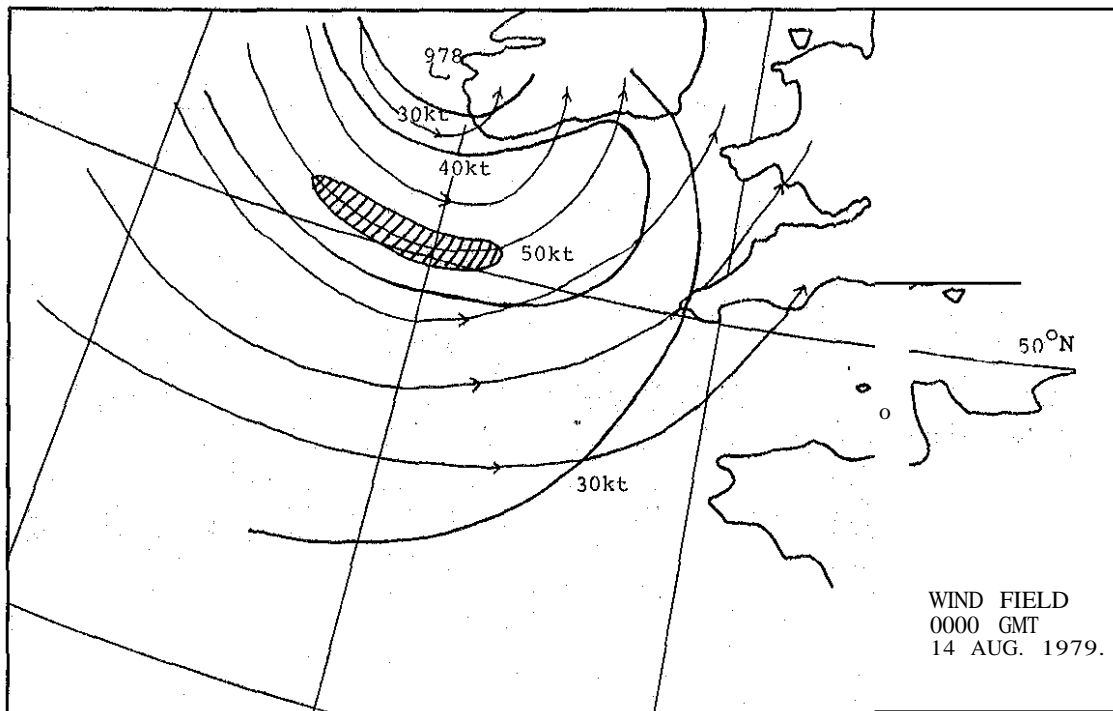 978
L
30kt
40kt
50kt
50°N
30kt
WIND FIELD
0000 GMT
14 AUG. 1979.